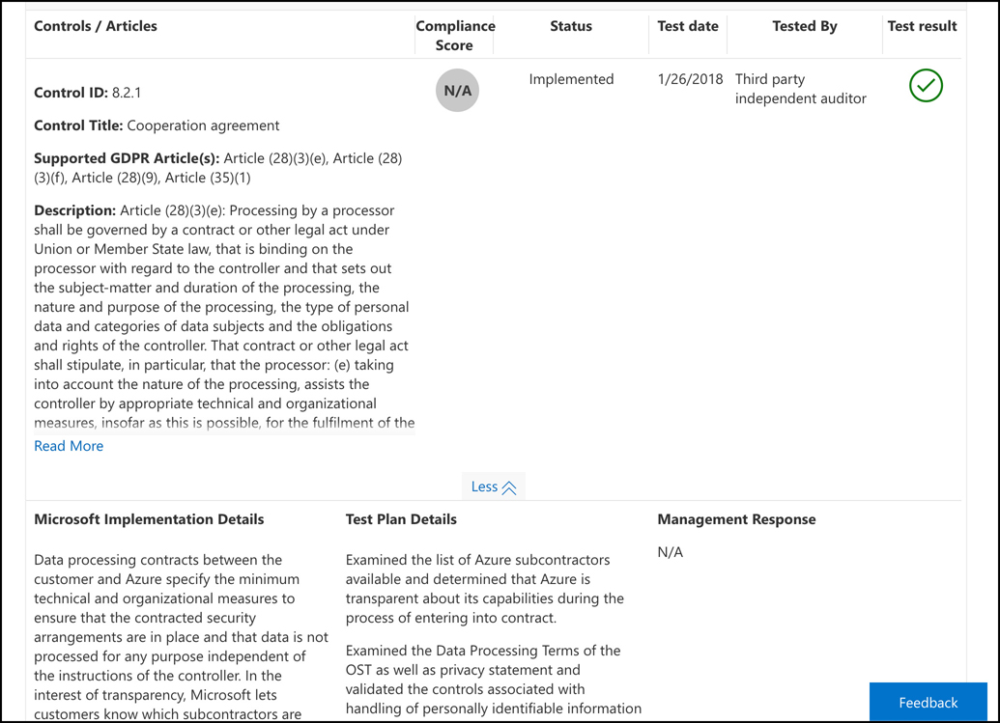 Controls / Articles
Compliance
Score
Status
Test date
Tested By
Test result
Control ID: 8.2.1
N/A
Implemented
1/26/2018
Third party
independent auditor
Control Title: Cooperation agreement
Supported GDPR Article(s): Article (28)(3)(e), Article (28)
(3)(f), Article (28)(9), Article (35)(1)
Description: Article (28)(3)(e): Processing by a processor
shall be governed by a contract or other legal act under
Union or Member State law, that is binding on the
processor with regard to the controller and that sets out
the subject-matter and duration of the processing, the
nature and purpose of the processing, the type of personal
data and categories of data subjects and the obligations
and rights of the controller. That contract or other legal act
shall stipulate, in particular, that the processor: (e) taking
into account the nature of the processing, assists the
controller by appropriate technical and organizational
measures, insofar as this is possible, for the fulfilment of the
Read More
Less
Microsoft Implementation Details
Data processing contracts between the
customer and Azure specify the minimum
technical and organizational measures to
ensure that the contracted security
arrangements are in place and that data is not
processed for any purpose independent of
the instructions of the controller. In the
interest of transparency, Microsoft lets
customers know which subcontractors are
Test Plan Details
Examined the list of Azure subcontractors
available and determined that Azure is
transparent about its capabilities during the
process of entering into contract.
Examined the Data Processing Terms of the
OST as well as privacy statement and
validated the controls associated with
handling of personally identifiable information
Management Response
N/A
Feedback